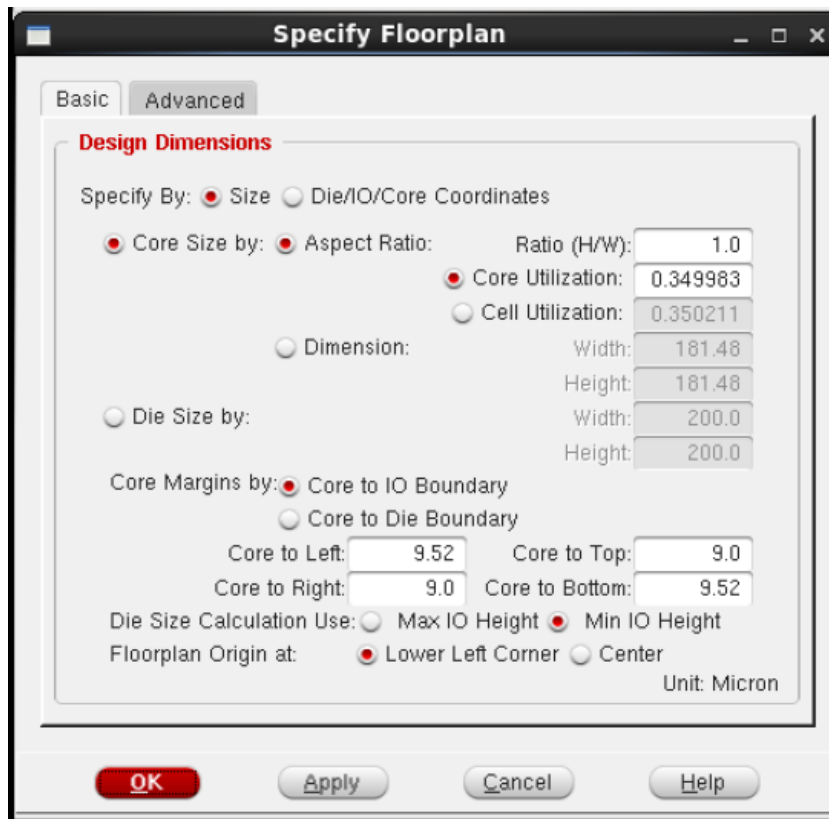 Specify Floorplan
Basic Advanced
Design Dimensions
Specify By: Size Die/IO/Core Coordinates
Core Size by: Aspect Ratio: Ratio (H/W): 1.0
Core Utilization: 0.349983
Cell Utilization: 0.350211
Dimension: Width: 181.48
Height: 181.48
Die Size by: Width: 200.0
Height: 200.0
Core Margins by: Core to IO Boundary
Core to Die Boundary
Core to Left: 9.52 Core to Top: 9.0
Core to Right: 9.0 Core to Bottom: 9.52
Die Size Calculation Use: Max IO Height Min IO Height
Floorplan Origin at: Lower Left Corner Center
Unit: Micron
OK Apply Cancel Help